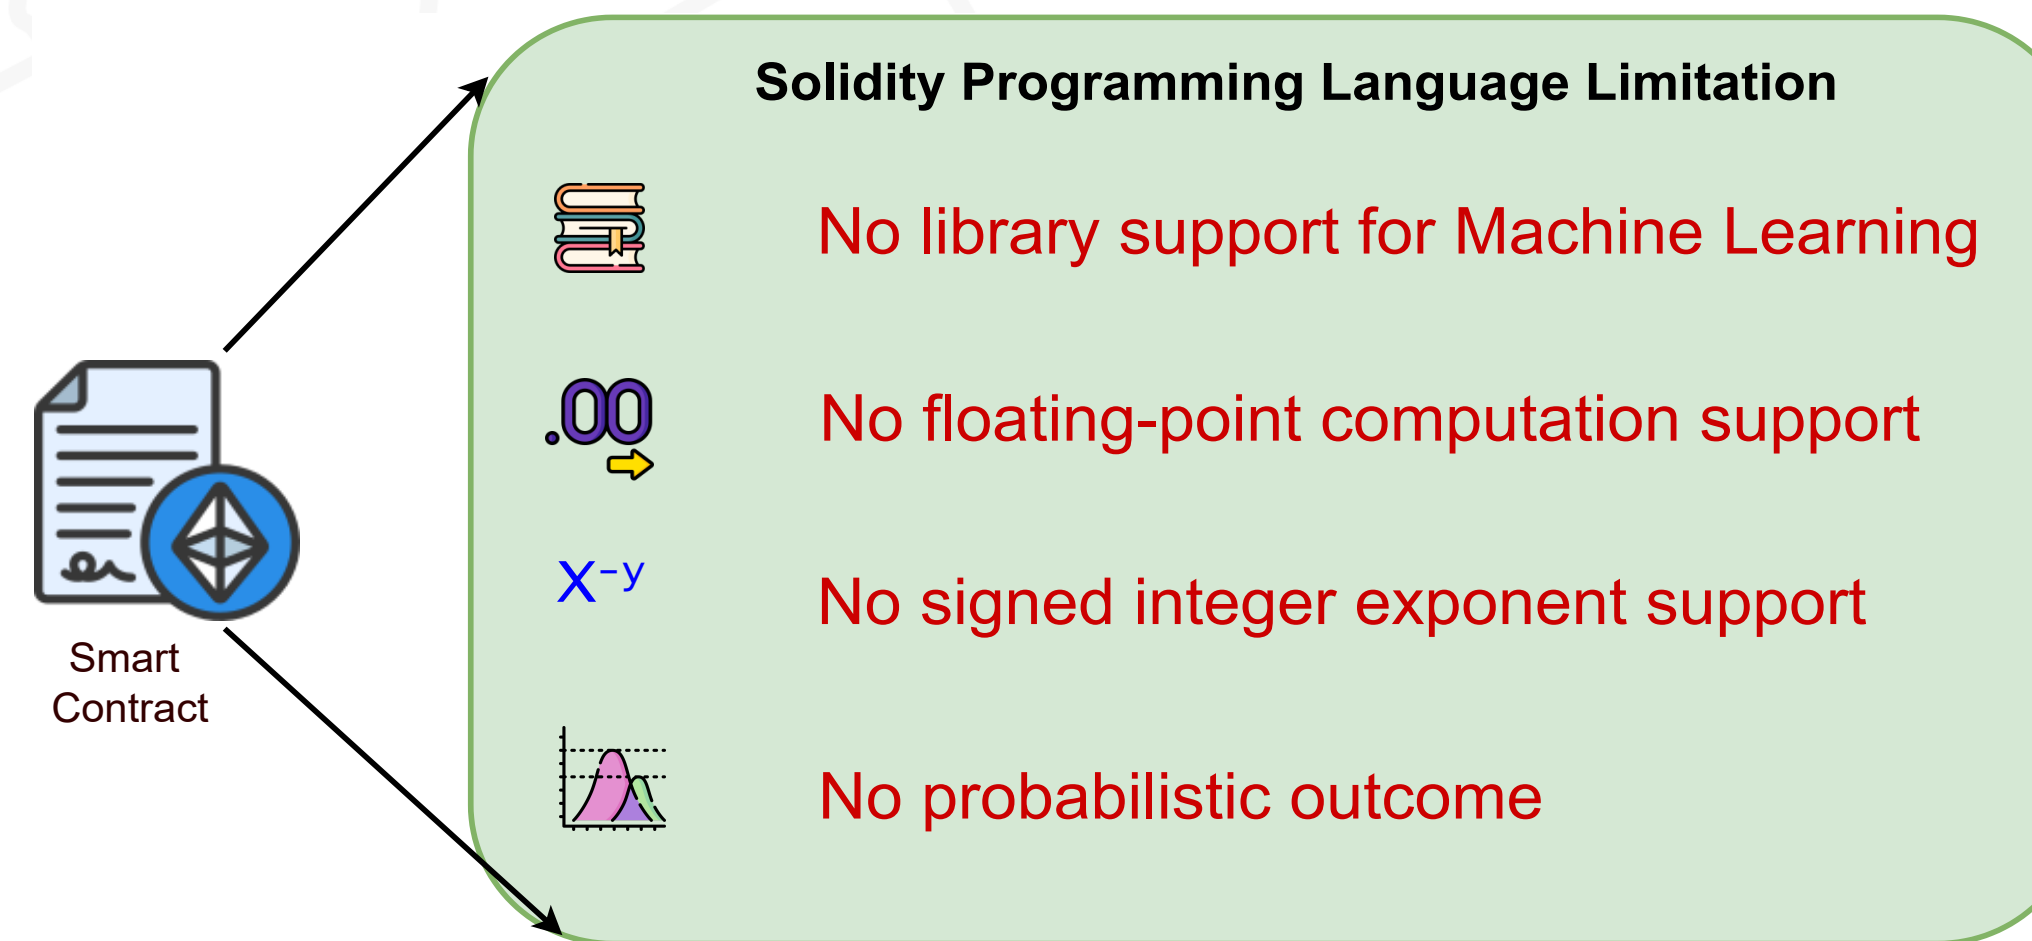 Solidity Programming Language Limitation
No library support for Machine Learning
.00
No floating-point computation support
X⁻ʸ
No signed integer exponent support
No probabilistic outcome
Smart
Contract